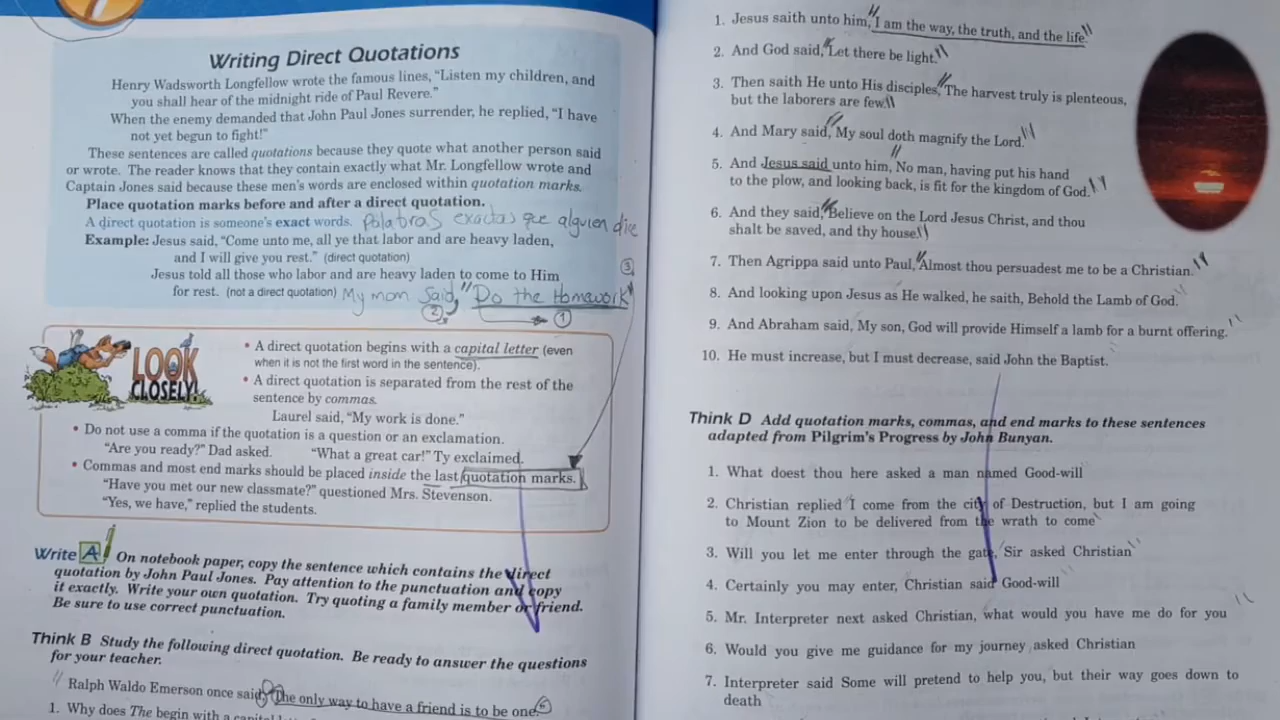 Writing Direct Quotations
Henry Wadsworth Longfellow wrote the famous lines, "Listen my children, and
you shall hear of the midnight ride of Paul Revere."
When the enemy demanded that John Paul Jones surrender, he replied, "I have
not yet begun to fight!"
These sentences are called quotations because they quote what another person said
or wrote. The reader knows that they contain exactly what Mr. Longfellow wrote and
Captain Jones said because these men's words are enclosed within quotation marks.
Place quotation marks before and after a direct quotation.
A direct quotation is someone's exact words. Palabras exactas que alguien dice
Example: Jesus said, "Come unto me, all ye that labor and are heavy laden,
and I will give you rest." (direct quotation)
Jesus told all those who labor and are heavy laden to come to Him
for rest. (not a direct quotation) My mom said, "Do the Homework"
3
2
1
LOOK
CLOSELY!
• A direct quotation begins with a capital letter (even
when it is not the first word in the sentence).
• A direct quotation is separated from the rest of the
sentence by commas.
Laurel said, "My work is done."
• Do not use a comma if the quotation is a question or an exclamation.
"Are you ready?" Dad asked. "What a great car!" Ty exclaimed.
• Commas and most end marks should be placed inside the last quotation marks.
"Have you met our new classmate?" questioned Mrs. Stevenson.
"Yes, we have," replied the students.
Write A On notebook paper, copy the sentence which contains the direct
quotation by John Paul Jones. Pay attention to the punctuation and copy
it exactly. Write your own quotation. Try quoting a family member or friend.
Be sure to use correct punctuation.
Think B Study the following direct quotation. Be ready to answer the questions
for your teacher.
" Ralph Waldo Emerson once said, "The only way to have a friend is to be one."
1. Why does The begin with a capital
1. Jesus saith unto him, "I am the way, the truth, and the life."
2. And God said, "Let there be light."
3. Then saith He unto His disciples, "The harvest truly is plenteous,
but the laborers are few."
4. And Mary said, "My soul doth magnify the Lord."
5. And Jesus said unto him, "No man, having put his hand
to the plow, and looking back, is fit for the kingdom of God."
6. And they said, "Believe on the Lord Jesus Christ, and thou
shalt be saved, and thy house."
7. Then Agrippa said unto Paul, "Almost thou persuadest me to be a Christian."
8. And looking upon Jesus as He walked, he saith, Behold the Lamb of God."
9. And Abraham said, My son, God will provide Himself a lamb for a burnt offering."
10. He must increase, but I must decrease, said John the Baptist.
Think D Add quotation marks, commas, and end marks to these sentences
adapted from Pilgrim's Progress by John Bunyan.
1. What doest thou here asked a man named Good-will
2. Christian replied "I come from the city of Destruction, but I am going
to Mount Zion to be delivered from the wrath to come"
3. Will you let me enter through the gate, Sir asked Christian"
4. Certainly you may enter, Christian said Good-will"
5. Mr. Interpreter next asked Christian, what would you have me do for you"
6. Would you give me guidance for my journey asked Christian
7. Interpreter said Some will pretend to help you, but their way goes down to
death